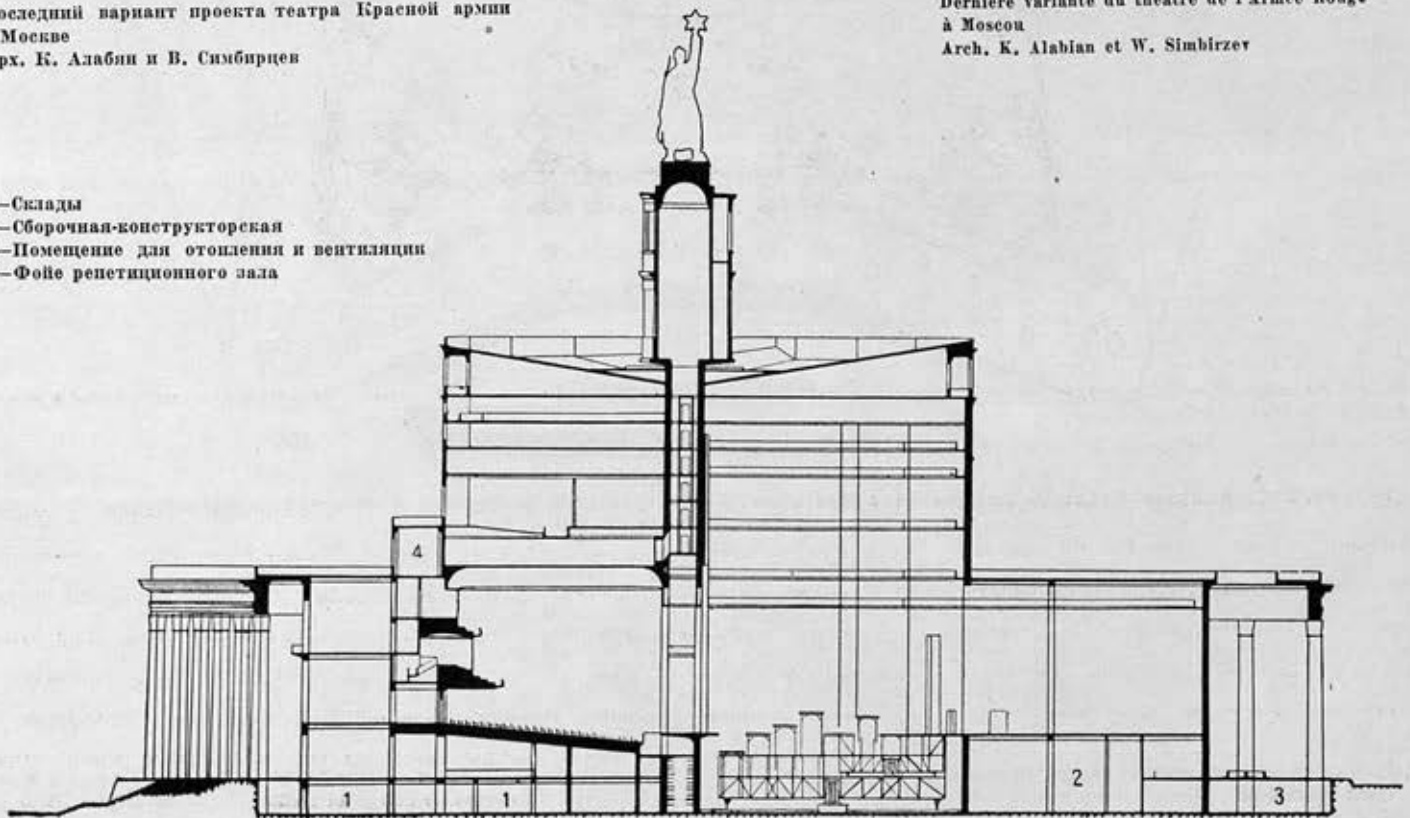 оследний вариант проекта театра Красной армии
Москве
рх. К. Алабян и В. Симбирцев
Dernière variante du théâtre de l'Armée Rouge
à Moscou
Arch. K. Alabian et W. Simbirzev
—Склады
—Сборочная-конструкторская
—Помещение для отопления и вентиляции
—Фойе репетиционного зала
4
1
1
2
3